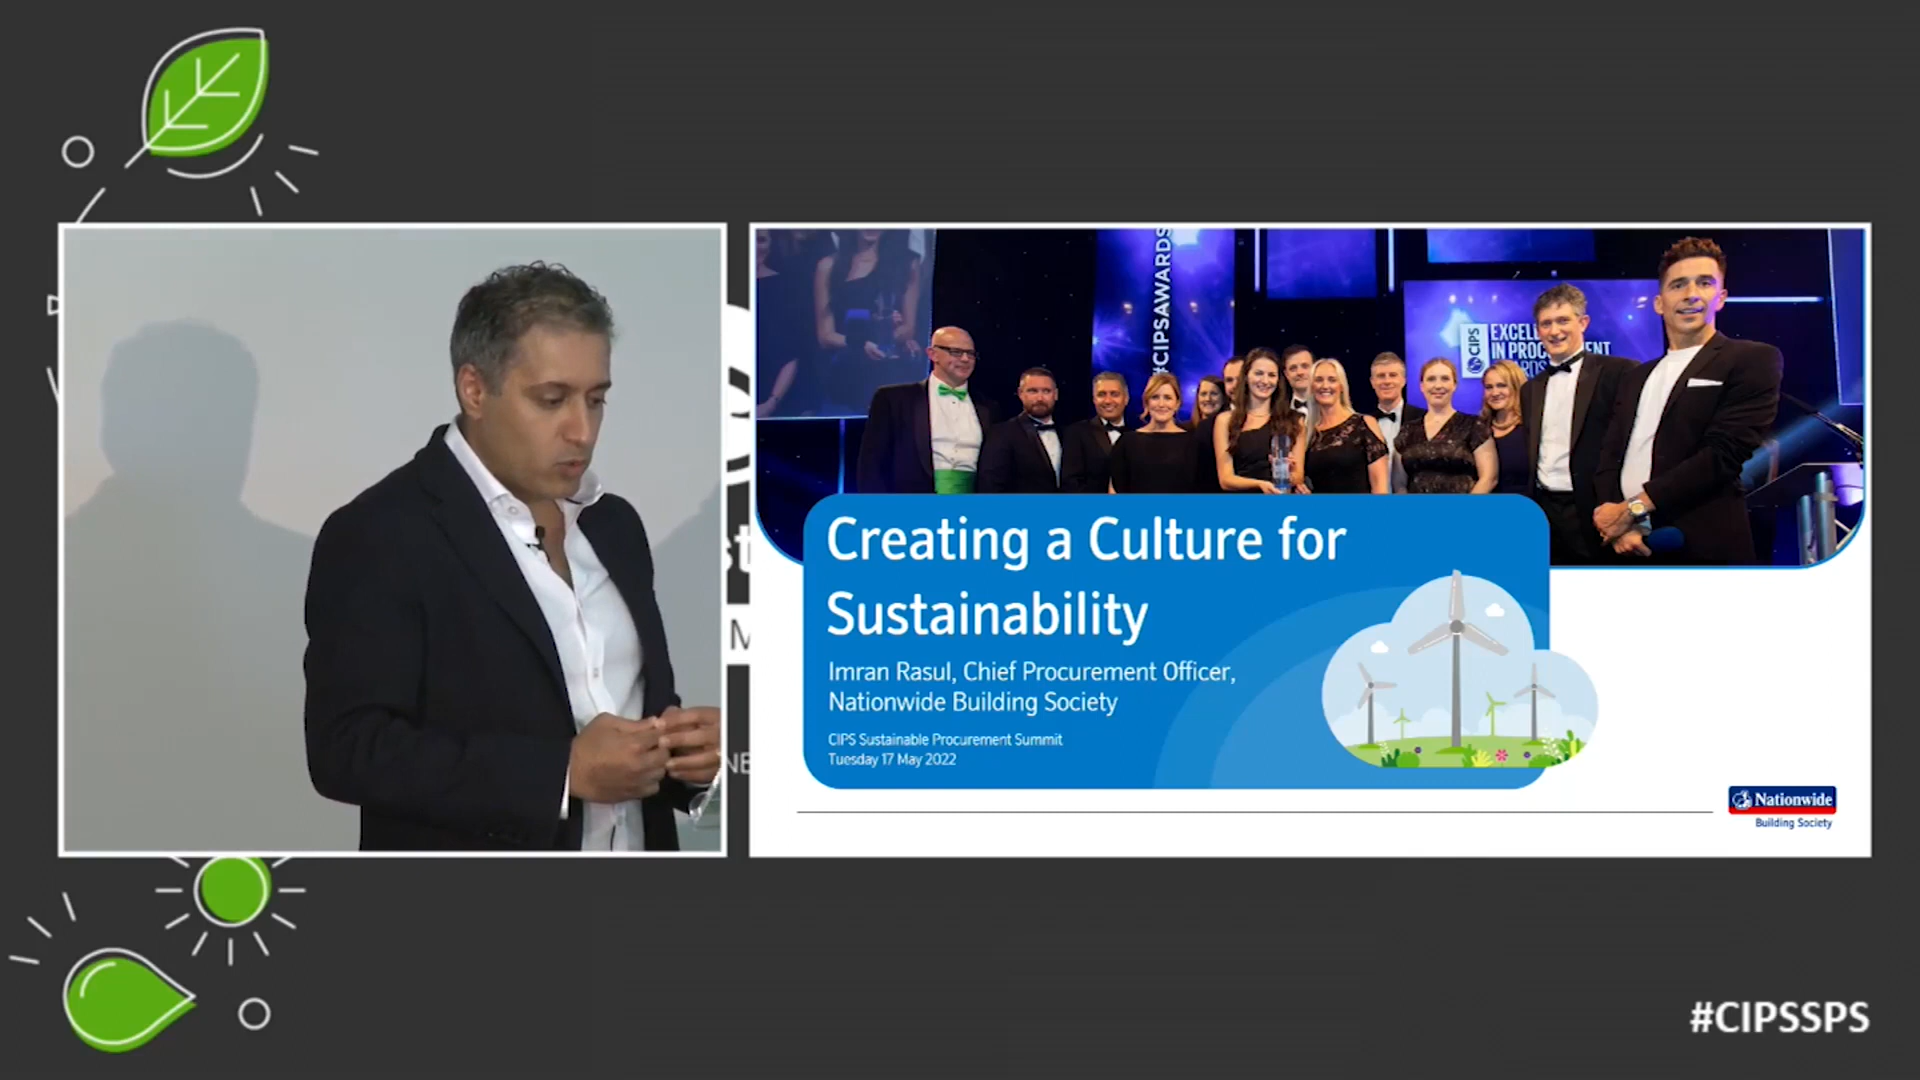 #CIPSAWARDS
CIPS
EXCEL
IN PROC
Creating a Culture for
Sustainability
Imran Rasul, Chief Procurement Officer,
Nationwide Building Society
CIPS Sustainable Procurement Summit
Tuesday 17 May 2022
Nationwide
Building Society
#CIPSSPS